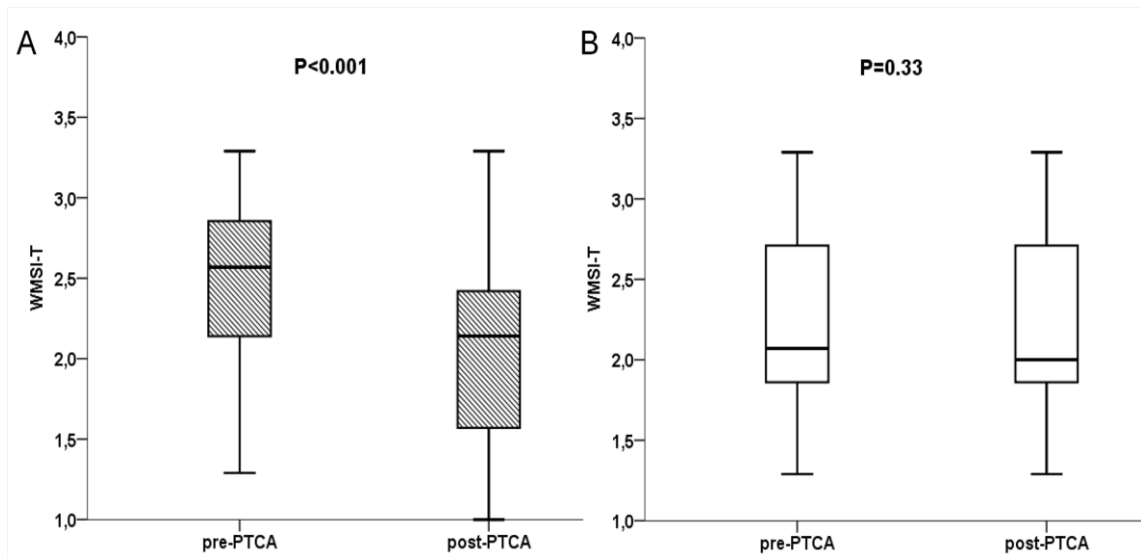 A
P<0.001
WMSI-T
4,0
3,5
3,0
2,5
2,0
1,5
1,0
pre-PTCA
post-PTCA
B
P=0.33
WMSI-T
4,0
3,5
3,0
2,5
2,0
1,5
1,0
pre-PTCA
post-PTCA